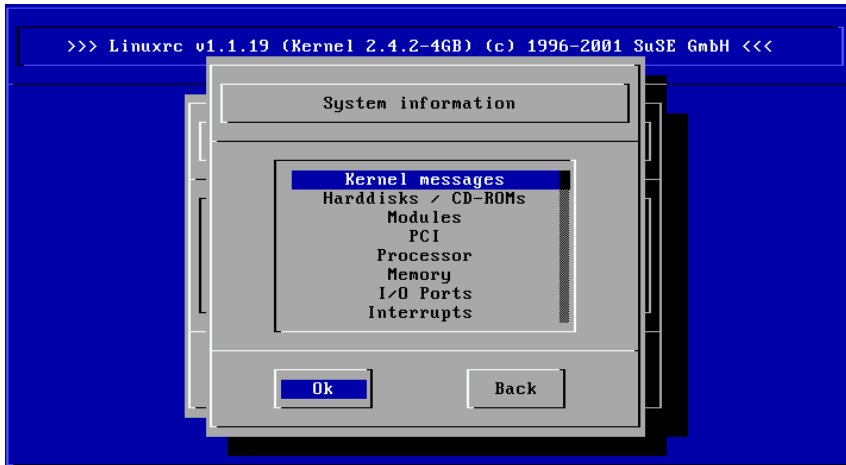 >>> Linuxrc v1.1.19 (Kernel 2.4.2-4GB) (c) 1996-2001 SuSE GmbH <<<
System information
Kernel messages
Harddisks / CD-ROMs
Modules
PCI
Processor
Memory
I/O Ports
Interrupts
Ok Back